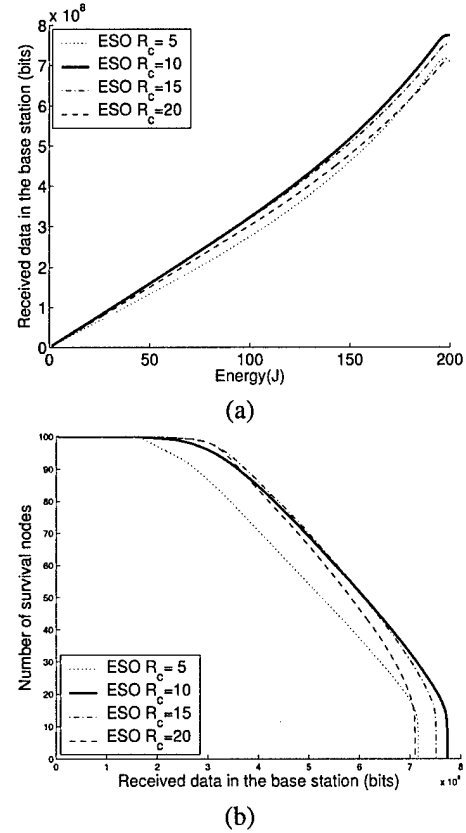 x 10⁸
8
7
6
5
4
3
2
1
0
Received data in the base station (bits)
ESO R_c= 5
ESO R_c=10
ESO R_c=15
ESO R_c=20
0 50 100 150 200
Energy(J)
(a)
100
90
80
70
60
50
40
30
20
10
0
Number of survival nodes
ESO R_c= 5
ESO R_c=10
ESO R_c=15
ESO R_c=20
0 1 2 3 4 5 6 7 8
Received data in the base station (bits)
x 10⁸
(b)